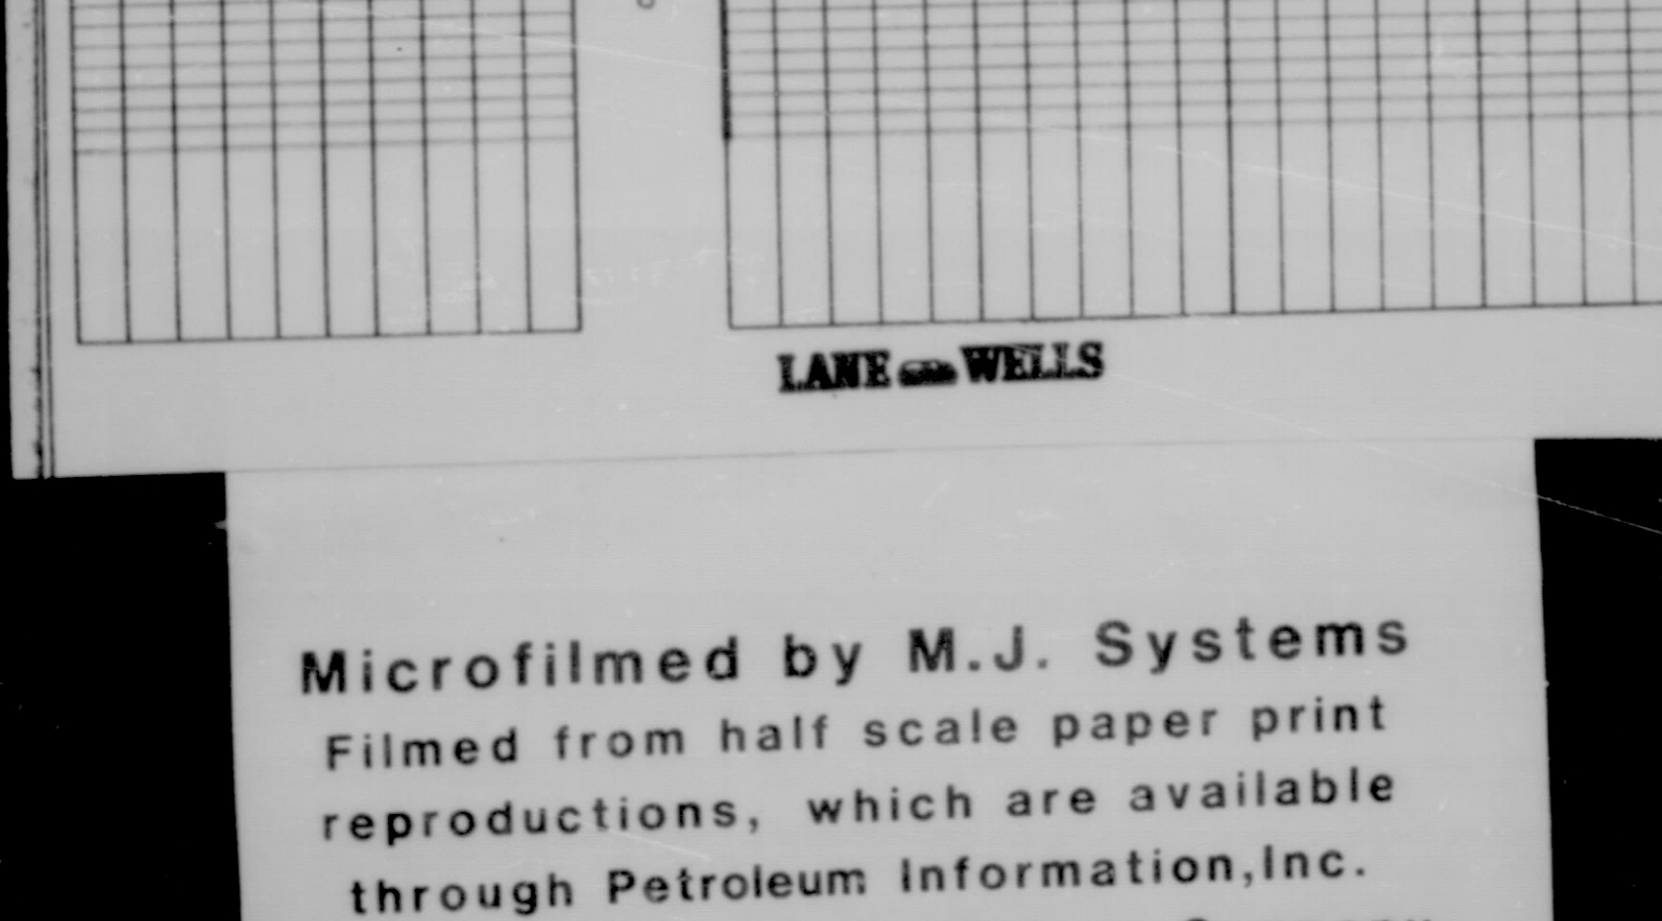 LANE WELLS
Microfilmed by M.J. Systems
Filmed from half scale paper print
reproductions, which are available
through Petroleum Information,Inc.